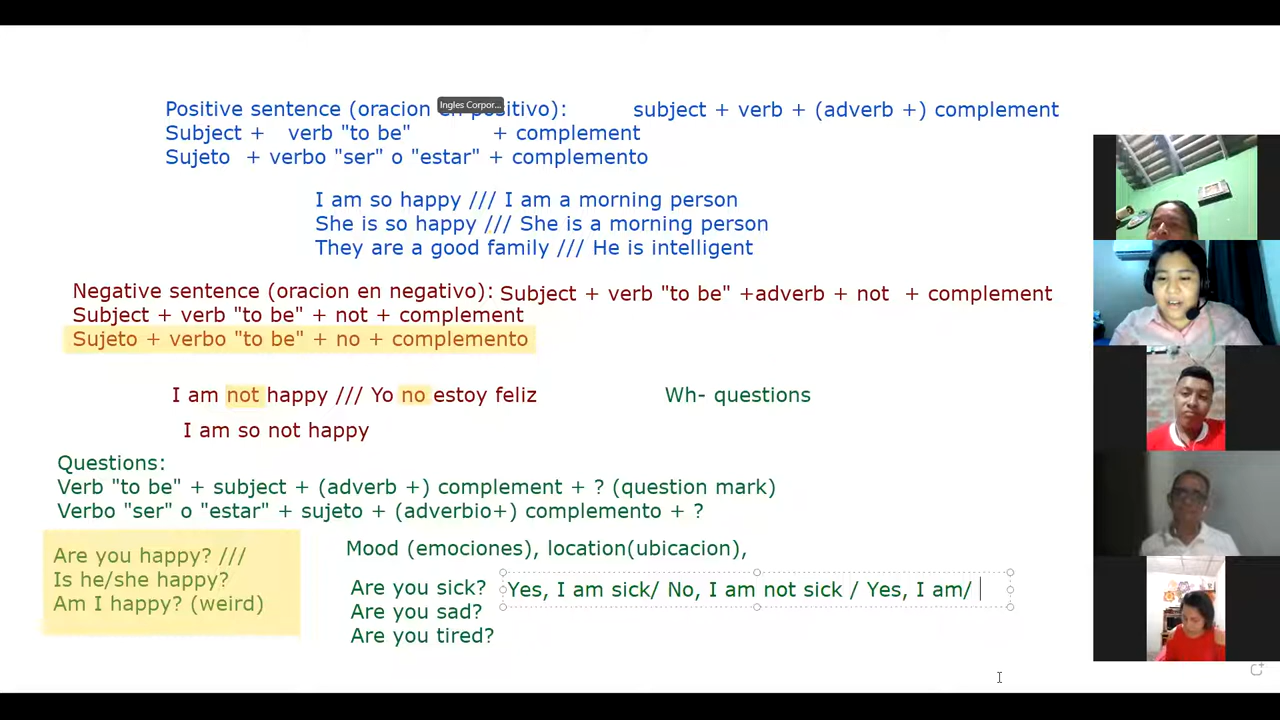 Positive sentence (oracion en positivo): subject + verb + (adverb +) complement
Ingles Corpor...
Subject + verb "to be" + complement
Sujeto + verbo "ser" o "estar" + complemento
I am so happy /// I am a morning person
She is so happy /// She is a morning person
They are a good family /// He is intelligent
Negative sentence (oracion en negativo): Subject + verb "to be" +adverb + not + complement
Subject + verb "to be" + not + complement
Sujeto + verbo "to be" + no + complemento
I am not happy /// Yo no estoy feliz
Wh- questions
I am so not happy
Questions:
Verb "to be" + subject + (adverb +) complement + ? (question mark)
Verbo "ser" o "estar" + sujeto + (adverbio+) complemento + ?
Are you happy? ///
Is he/she happy?
Am I happy? (weird)
Mood (emociones), location(ubicacion),
Are you sick? Yes, I am sick/ No, I am not sick / Yes, I am/
Are you sad?
Are you tired?